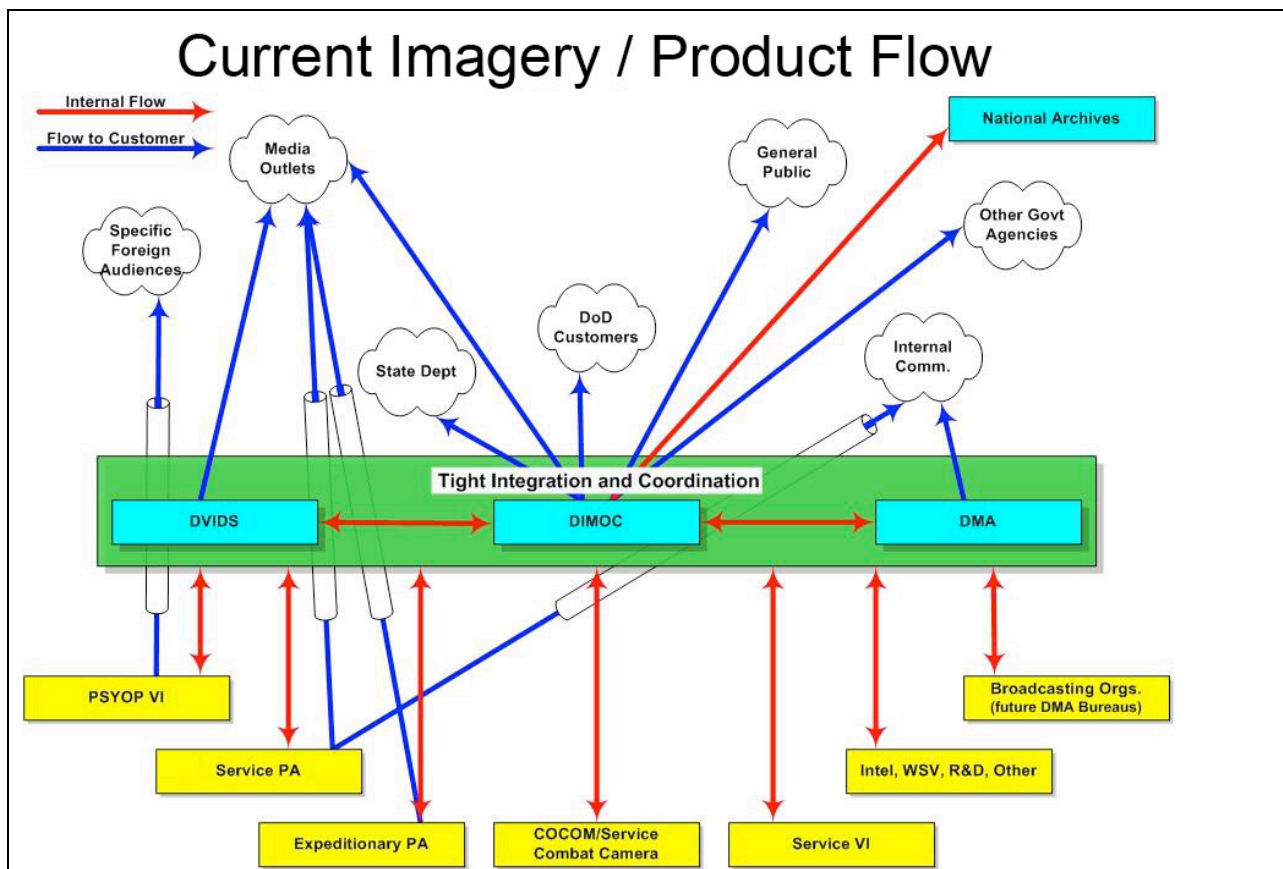 Current Imagery / Product Flow
Internal Flow
Flow to Customer
Media
Outlets
General
Public
National Archives
Specific
Foreign
Audiences
Other Govt
Agencies
DoD
Customers
State Dept
Internal
Comm.
Tight Integration and Coordination
DVIDS
DIMOC
DMA
PSYOP VI
Broadcasting Orgs.
(future DMA Bureaus)
Service PA
Intel, WSV, R&D, Other
Expeditionary PA
COCOM/Service
Combat Camera
Service VI